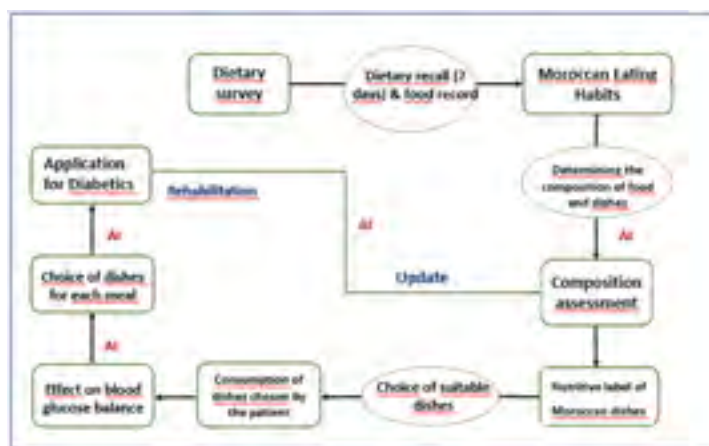 Dietary
survey
Dietary recall (7
days) & food record
Moroccan Eating
Habits
Determining the
composition of food
and dishes
AI
Composition
assessment
Nutritive label of
Moroccan dishes
Choice of suitable
dishes
Consumption of
dishes chosen By
the patient
Effect on blood
glucose balance
AI
Choice of dishes
for each meal
AI
Application
for Diabetics
Rehabilitation
AI
Update